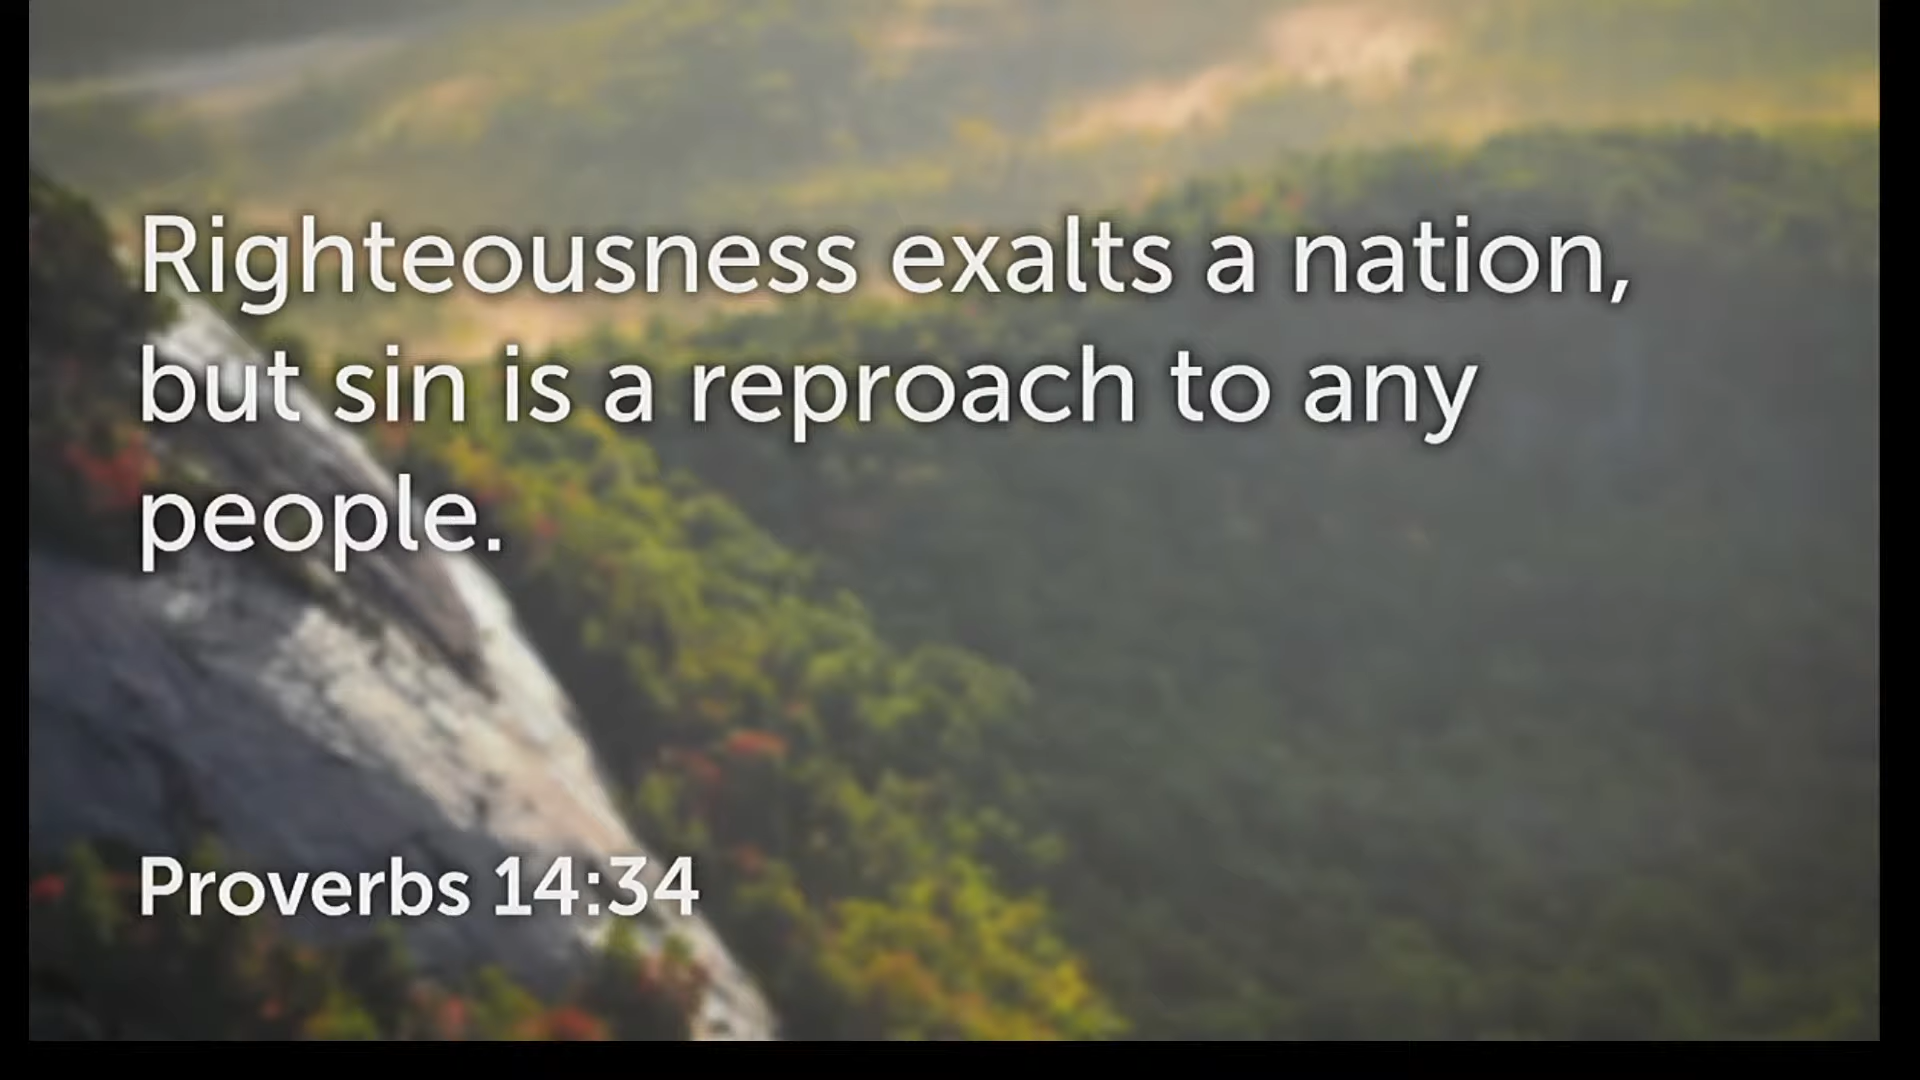 Righteousness exalts a nation,
but sin is a reproach to any
people.
Proverbs 14:34